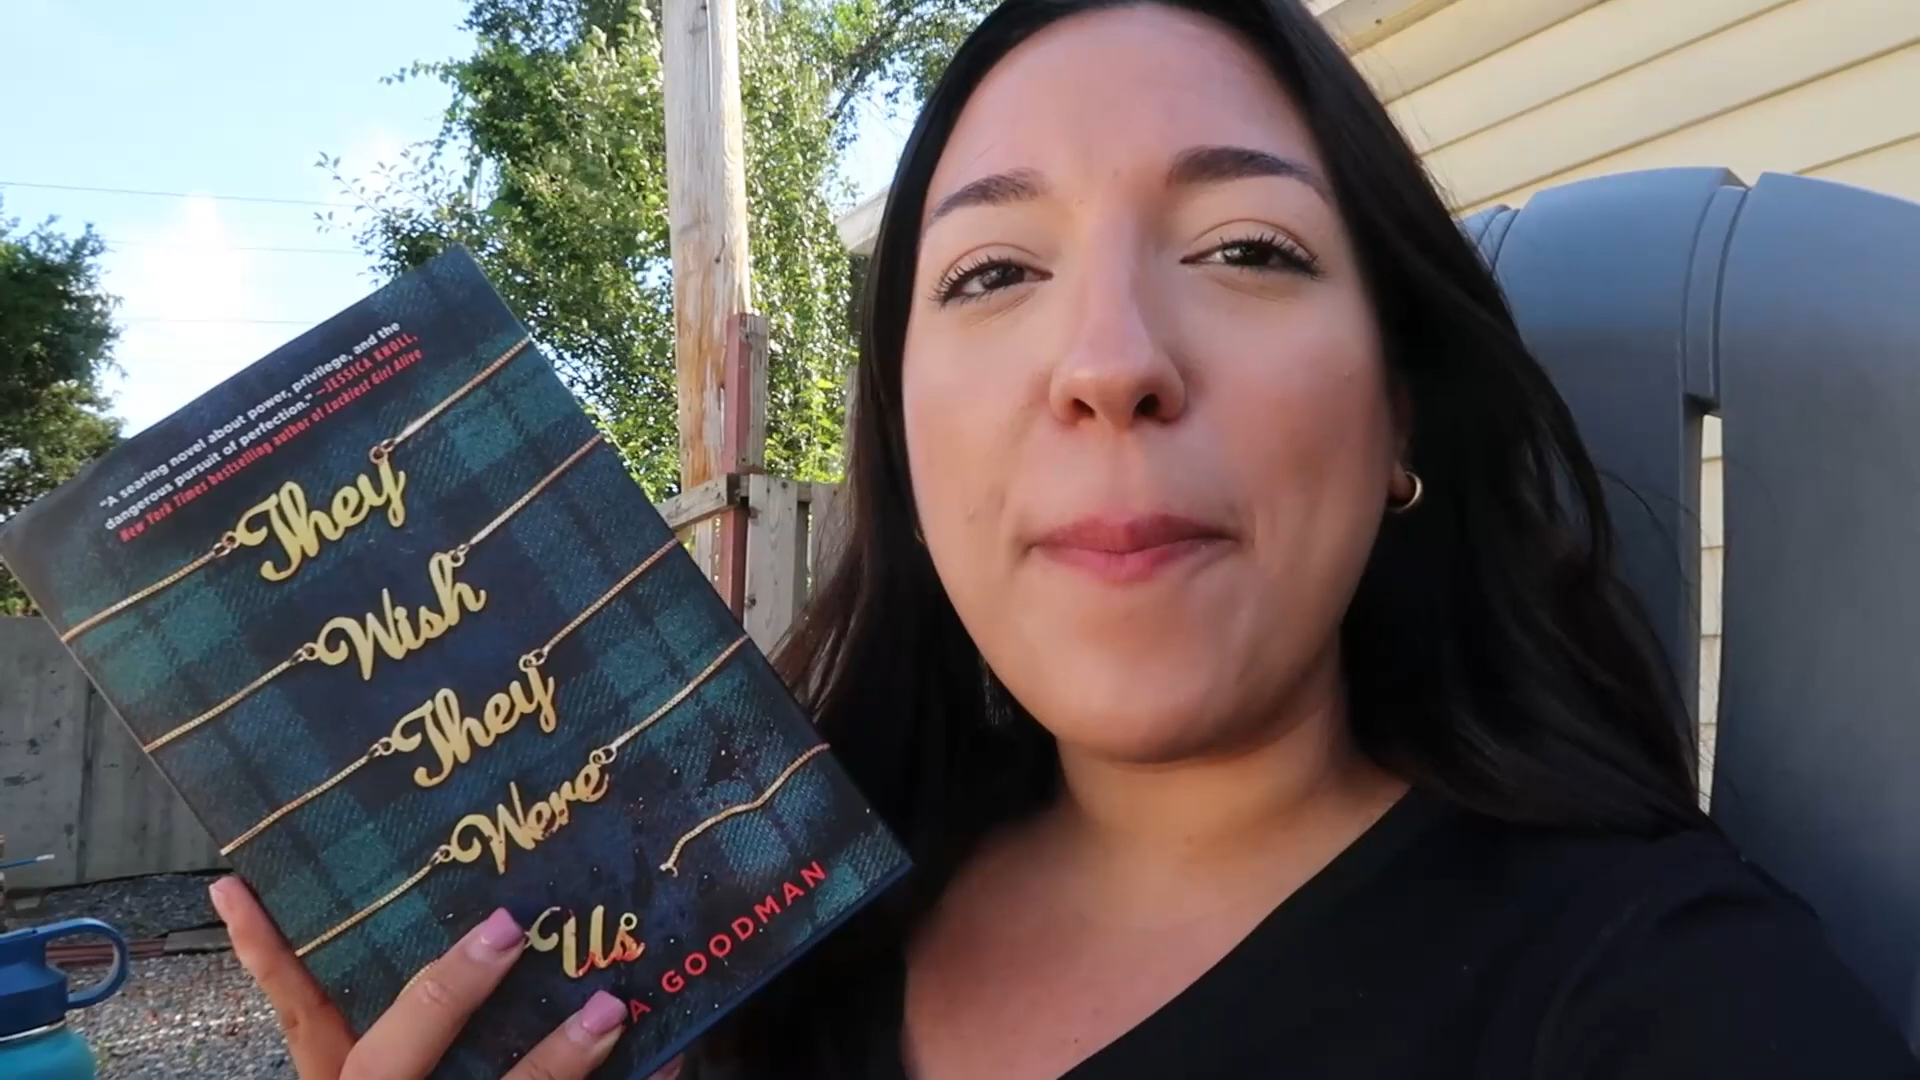 "A searing novel about power, privilege, and the
dangerous pursuit of perfection." —JESSICA KNOLL,
New York Times bestselling author of Luckiest Girl Alive
They
Wish
They
Were
Us
A GOODMAN